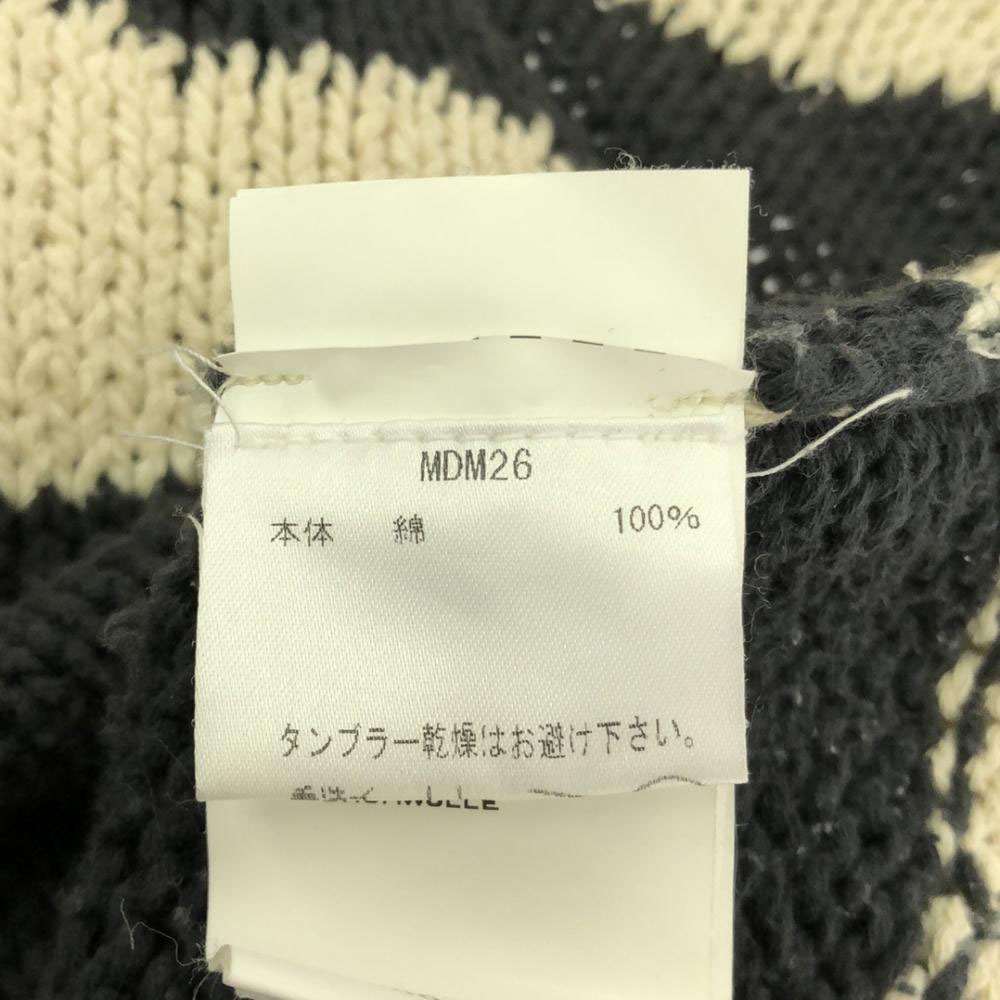 MDM26
本体 綿 100%
タンブラー乾燥はお避け下さい。